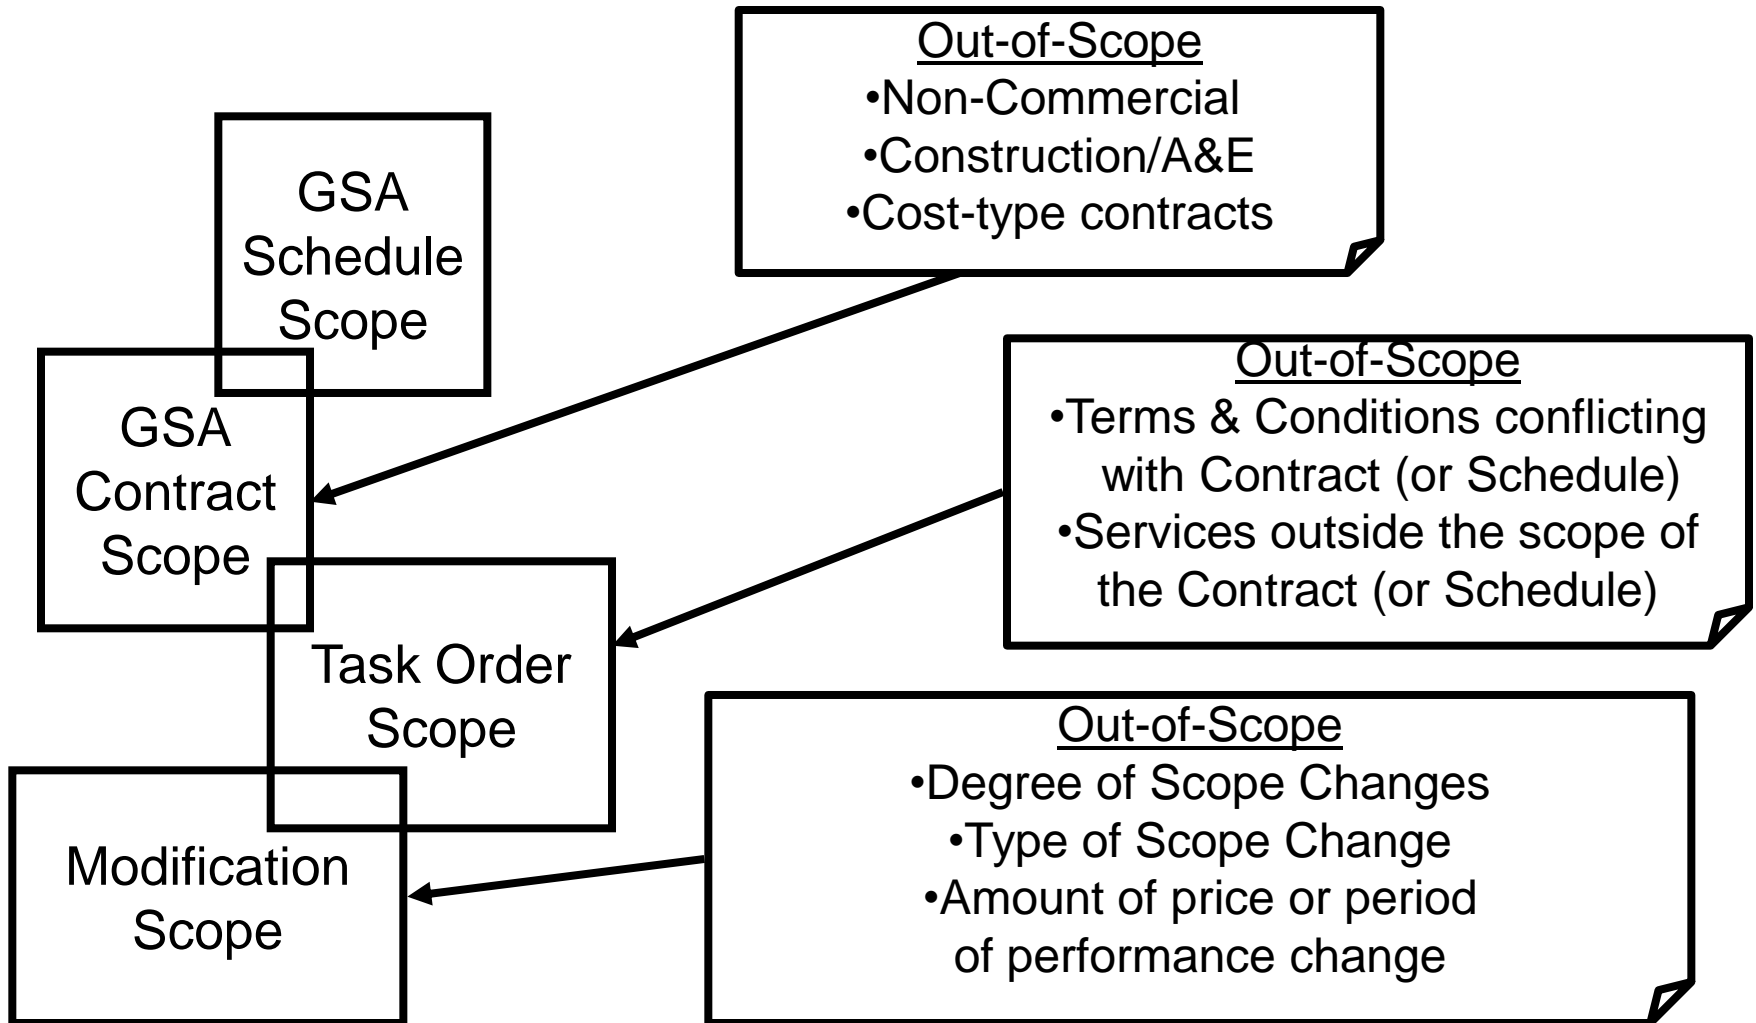 Out-of-Scope
•Non-Commercial
•Construction/A&E
•Cost-type contracts
GSA
Schedule
Scope
GSA
Contract
Scope
Out-of-Scope
•Terms & Conditions conflicting
with Contract (or Schedule)
•Services outside the scope of
the Contract (or Schedule)
Task Order
Scope
Out-of-Scope
•Degree of Scope Changes
•Type of Scope Change
•Amount of price or period
of performance change
Modification
Scope